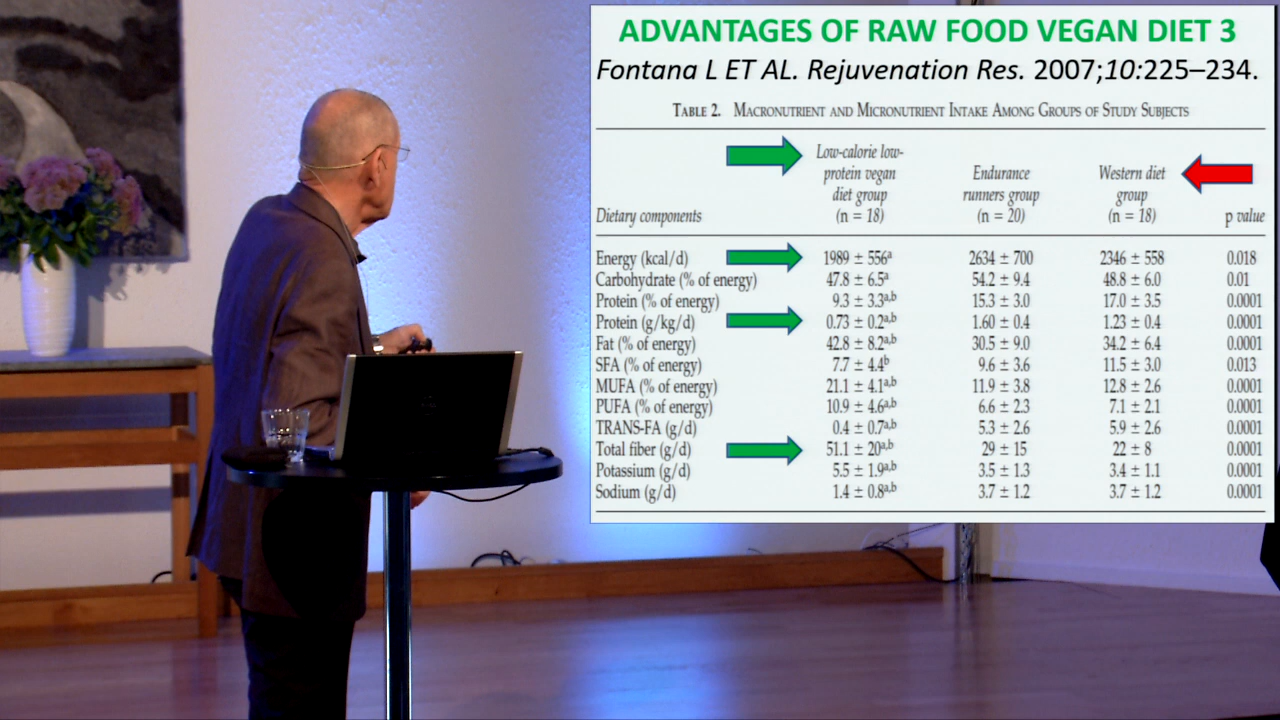 ADVANTAGES OF RAW FOOD VEGAN DIET 3
Fontana L ET AL. Rejuvenation Res. 2007;10:225–234.
TABLE 2. MACRONUTRIENT AND MICRONUTRIENT INTAKE AMONG GROUPS OF STUDY SUBJECTS
Low-calorie low-
protein vegan Endurance Western diet
diet group runners group group
Dietary components (n = 18) (n = 20) (n = 18) p value
Energy (kcal/d) 1989 ± 556ᵃ 2634 ± 700 2346 ± 558 0.018
Carbohydrate (% of energy) 47.8 ± 6.5ᵃ 54.2 ± 9.4 48.8 ± 6.0 0.01
Protein (% of energy) 9.3 ± 3.3ᵃ,ᵇ 15.3 ± 3.0 17.0 ± 3.5 0.0001
Protein (g/kg/d) 0.73 ± 0.2ᵃ,ᵇ 1.60 ± 0.4 1.23 ± 0.4 0.0001
Fat (% of energy) 42.8 ± 8.2ᵃ,ᵇ 30.5 ± 9.0 34.2 ± 6.4 0.0001
SFA (% of energy) 7.7 ± 4.4ᵇ 9.6 ± 3.6 11.5 ± 3.0 0.013
MUFA (% of energy) 21.1 ± 4.1ᵃ,ᵇ 11.9 ± 3.8 12.8 ± 2.6 0.0001
PUFA (% of energy) 10.9 ± 4.6ᵃ,ᵇ 6.6 ± 2.3 7.1 ± 2.1 0.0001
TRANS-FA (g/d) 0.4 ± 0.7ᵃ,ᵇ 5.3 ± 2.6 5.9 ± 2.6 0.0001
Total fiber (g/d) 51.1 ± 20ᵃ,ᵇ 29 ± 15 22 ± 8 0.0001
Potassium (g/d) 5.5 ± 1.9ᵃ,ᵇ 3.5 ± 1.3 3.4 ± 1.1 0.0001
Sodium (g/d) 1.4 ± 0.8ᵃ,ᵇ 3.7 ± 1.2 3.7 ± 1.2 0.0001